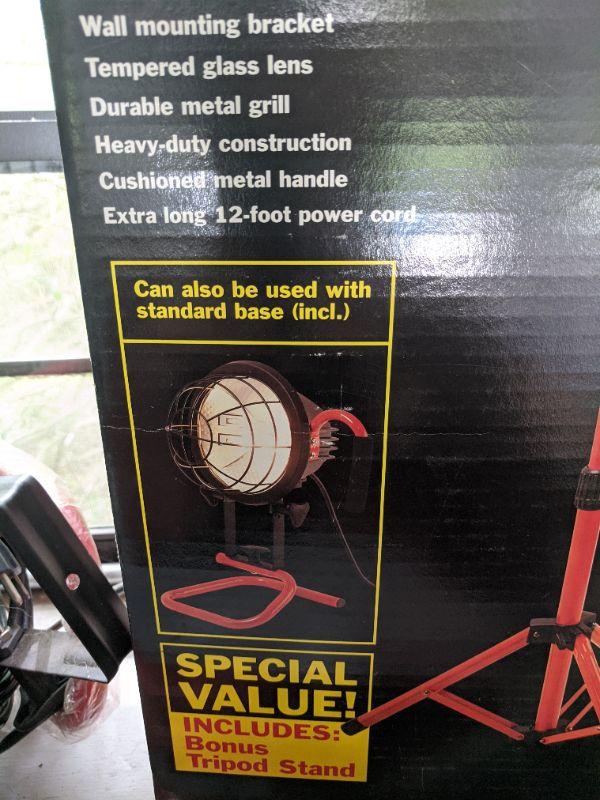 Wall mounting bracket
Tempered glass lens
Durable metal grill
Heavy-duty construction
Cushioned metal handle
Extra long 12-foot power cord
Can also be used with
standard base (incl.)
SPECIAL
VALUE!
INCLUDES:
Bonus
Tripod Stand